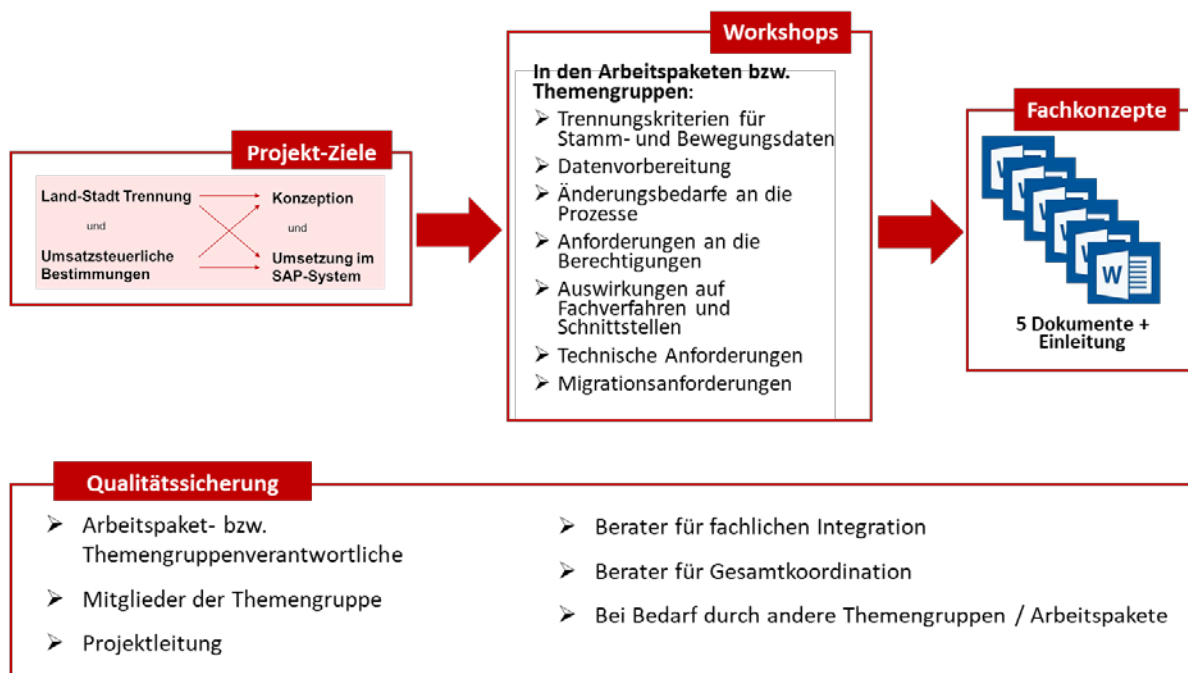 Projekt-Ziele
Land-Stadt Trennung
und
Umsatzsteuerliche
Bestimmungen
Konzeption
und
Umsetzung im
SAP-System
Workshops
In den Arbeitspaketen bzw.
Themengruppen:
➢ Trennungskriterien für
Stamm- und Bewegungsdaten
➢ Datenvorbereitung
➢ Änderungsbedarfe an die
Prozesse
➢ Anforderungen an die
Berechtigungen
➢ Auswirkungen auf
Fachverfahren und
Schnittstellen
➢ Technische Anforderungen
➢ Migrationsanforderungen
Fachkonzepte
W
W
W
W
W
W
5 Dokumente +
Einleitung
Qualitätssicherung
➢ Arbeitspaket- bzw.
Themengruppenverantwortliche
➢ Mitglieder der Themengruppe
➢ Projektleitung
➢ Berater für fachlichen Integration
➢ Berater für Gesamtkoordination
➢ Bei Bedarf durch andere Themengruppen / Arbeitspakete